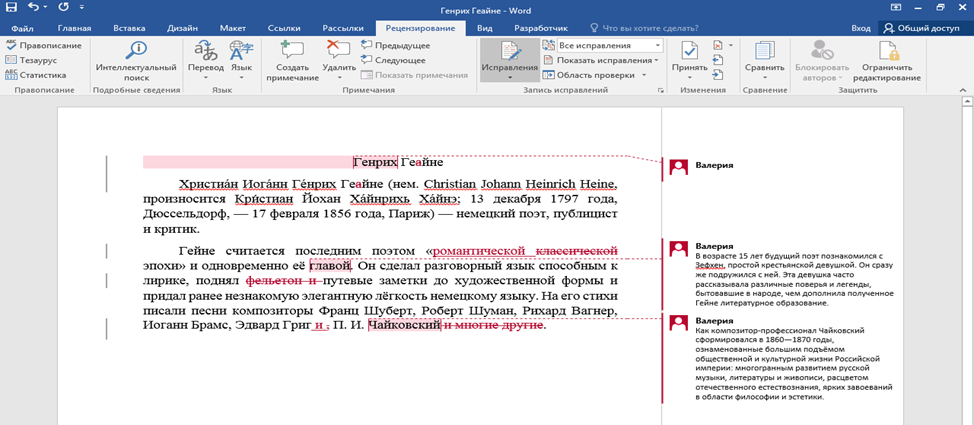 Генрих Геайне - Word
Файл Главная Вставка Дизайн Макет Ссылки Рассылки Рецензирование Вид Разработчик Что вы хотите сделать? Вход Общий доступ
Правописание
Тезаурус
Статистика
Правописание
Интеллектуальный поиск
Подробные сведения
Перевод Язык
Язык
Создать примечание
Удалить
Предыдущее
Следующее
Показать примечания
Примечания
Исправления
Все исправления
Показать исправления
Область проверки
Запись исправлений
Принять
Изменения
Сравнить
Сравнение
Блокировать авторов
Ограничить редактирование
Защитить
Генрих Геайне
Христиа́н Иога́нн Ге́нрих Геайне (нем. Christian Johann Heinrich Heine,
произносится Кри́стиан Йохан Ха́йнрихь Ха́йнэ; 13 декабря 1797 года,
Дюссельдорф, — 17 февраля 1856 года, Париж) — немецкий поэт, публицист
и критик.
Гейне считается последним поэтом «романтической классической
эпохи» и одновременно её главой. Он сделал разговорный язык способным к
лирике, поднял фельетон и путевые заметки до художественной формы и
придал ранее незнакомую элегантную лёгкость немецкому языку. На его стихи
писали песни композиторы Франц Шуберт, Роберт Шуман, Рихард Вагнер,
Иоганн Брамс, Эдвард Григ и , П. И. Чайковский и многие другие.
Валерия
Валерия
В возрасте 15 лет будущий поэт познакомился с
Зефхен, простой крестьянской девушкой. Он сразу
же подружился с ней. Эта девушка часто
рассказывала различные поверья и легенды,
бытовавшие в народе, чем дополнила полученное
Гейне литературное образование.
Валерия
Как композитор-профессионал Чайковский
сформировался в 1860—1870 годы,
ознаменованные большим подъёмом
общественной и культурной жизни Российской
империи: многогранным развитием русской
музыки, литературы и живописи, расцветом
отечественного естествознания, ярких завоеваний
в области философии и эстетики.